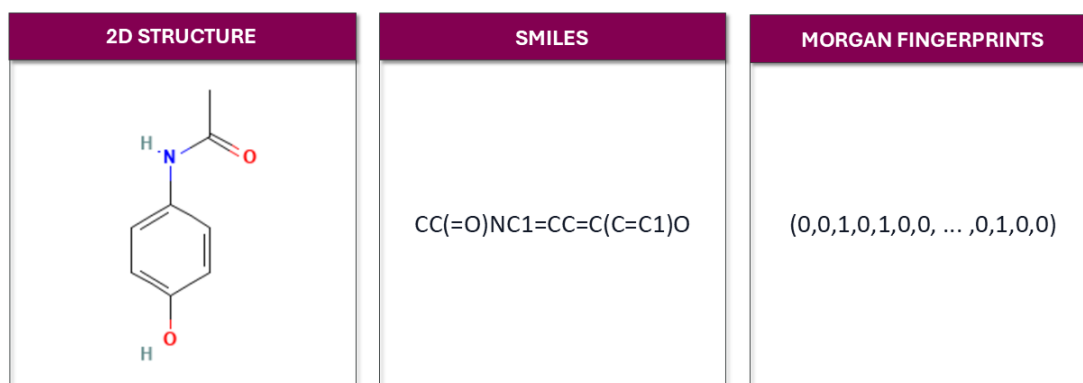 2D STRUCTURE
SMILES
MORGAN FINGERPRINTS
H
N
O
O
H
CC(=O)NC1=CC=C(C=C1)O
(0,0,1,0,1,0,0, ... ,0,1,0,0)